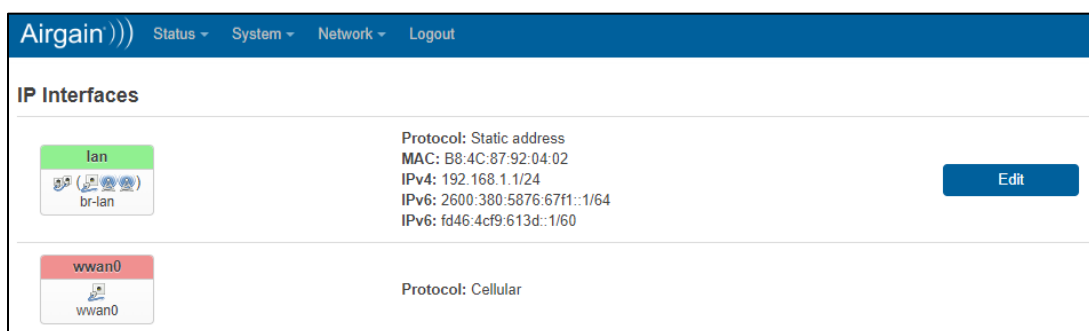 Airgain))) Status System Network Logout
IP Interfaces
lan
br-lan
Protocol: Static address
MAC: B8:4C:87:92:04:02
IPv4: 192.168.1.1/24
IPv6: 2600:380:5876:67f1::1/64
IPv6: fd46:4cf9:613d::1/60
Edit
wwan0
wwan0
Protocol: Cellular